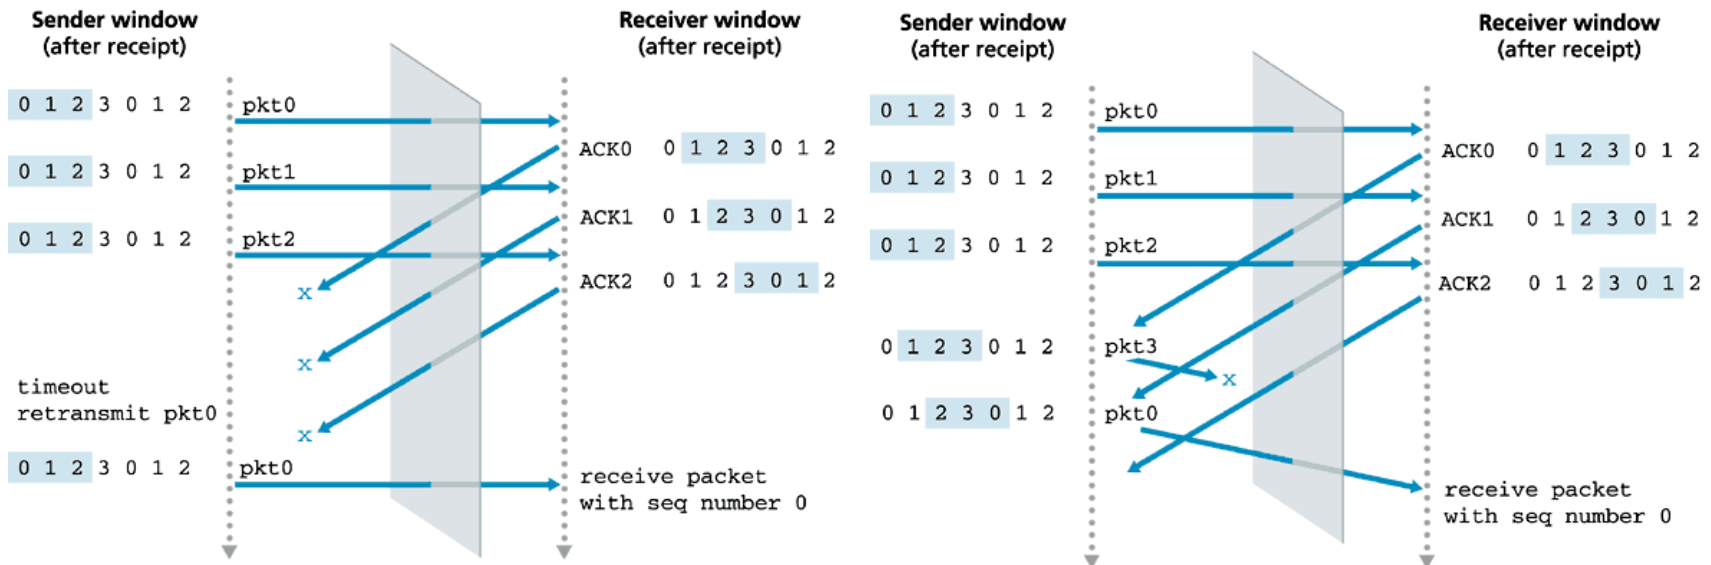 Sender window
(after receipt)
Receiver window
(after receipt)
0 1 2 3 0 1 2
pkt0
ACK0 0 1 2 3 0 1 2
0 1 2 3 0 1 2
pkt1
ACK1 0 1 2 3 0 1 2
0 1 2 3 0 1 2
pkt2
ACK2 0 1 2 3 0 1 2
x
x
timeout
retransmit pkt0
x
0 1 2 3 0 1 2
pkt0
receive packet
with seq number 0
Sender window
(after receipt)
Receiver window
(after receipt)
0 1 2 3 0 1 2
pkt0
ACK0 0 1 2 3 0 1 2
0 1 2 3 0 1 2
pkt1
ACK1 0 1 2 3 0 1 2
0 1 2 3 0 1 2
pkt2
ACK2 0 1 2 3 0 1 2
0 1 2 3 0 1 2
pkt3
x
0 1 2 3 0 1 2
pkt0
receive packet
with seq number 0